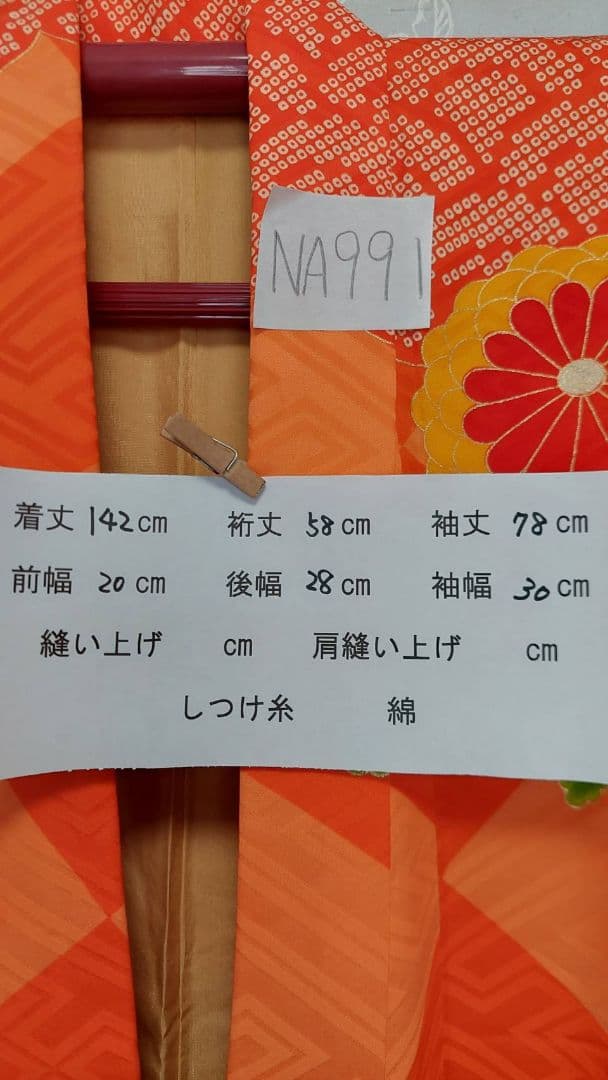 NA991
着丈 142cm 裄丈 58cm 袖丈 78cm
前幅 20cm 後幅 28cm 袖幅 30cm
縫い上げ cm 肩縫い上げ cm
しつけ糸 綿